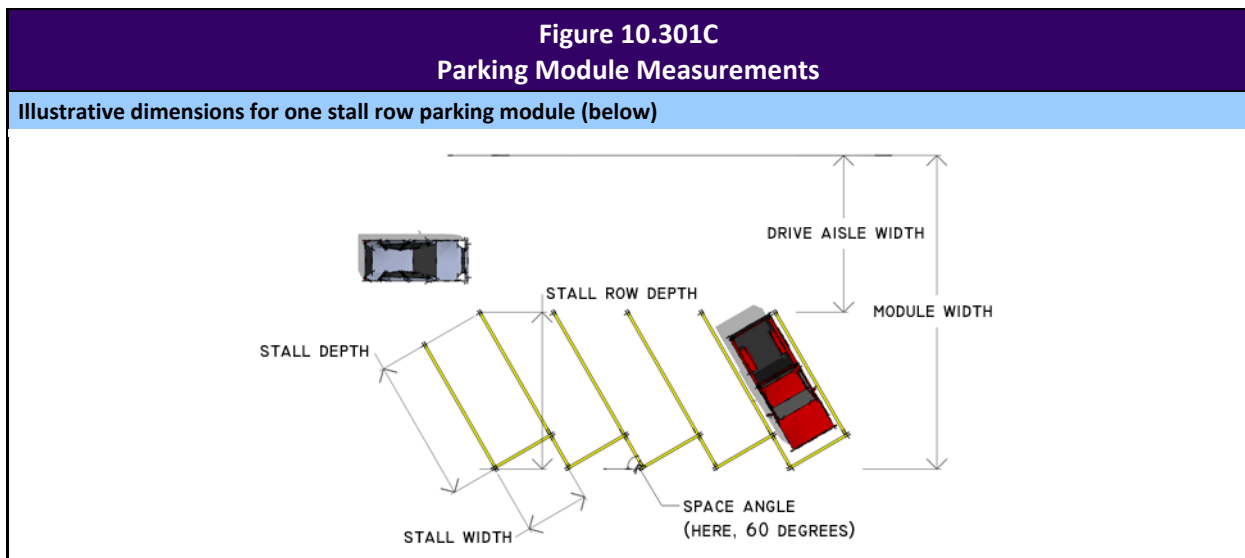 Figure 10.301C
Parking Module Measurements
Illustrative dimensions for one stall row parking module (below)
DRIVE AISLE WIDTH
STALL ROW DEPTH
MODULE WIDTH
STALL DEPTH
SPACE ANGLE
(HERE, 60 DEGREES)
STALL WIDTH